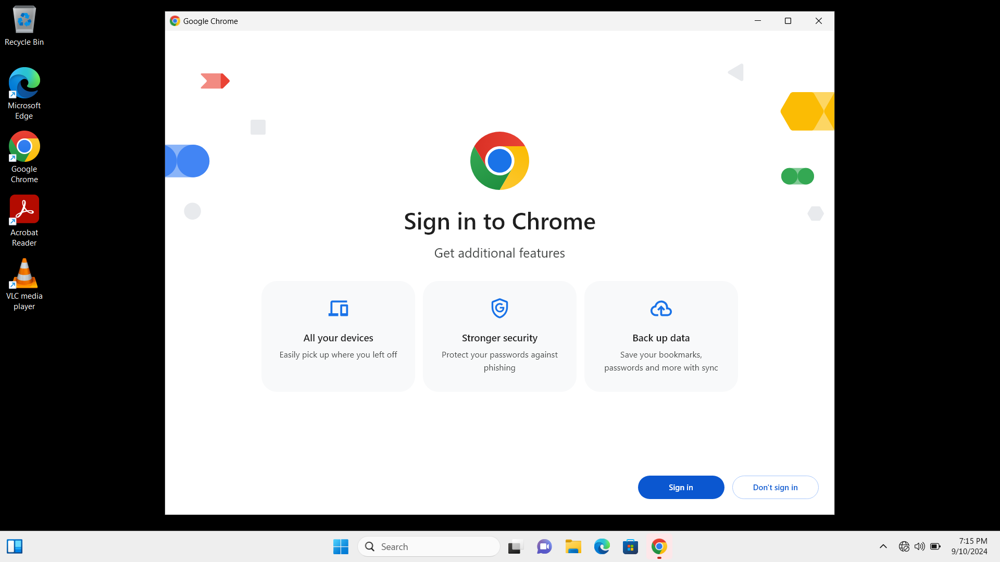 Recycle Bin
Microsoft
Edge
Google
Chrome
Acrobat
Reader
VLC media
player
Google Chrome
Sign in to Chrome
Get additional features
All your devices
Easily pick up where you left off
Stronger security
Protect your passwords against
phishing
Back up data
Save your bookmarks,
passwords and more with sync
Sign in
Don't sign in
Search
7:15 PM
9/10/2024